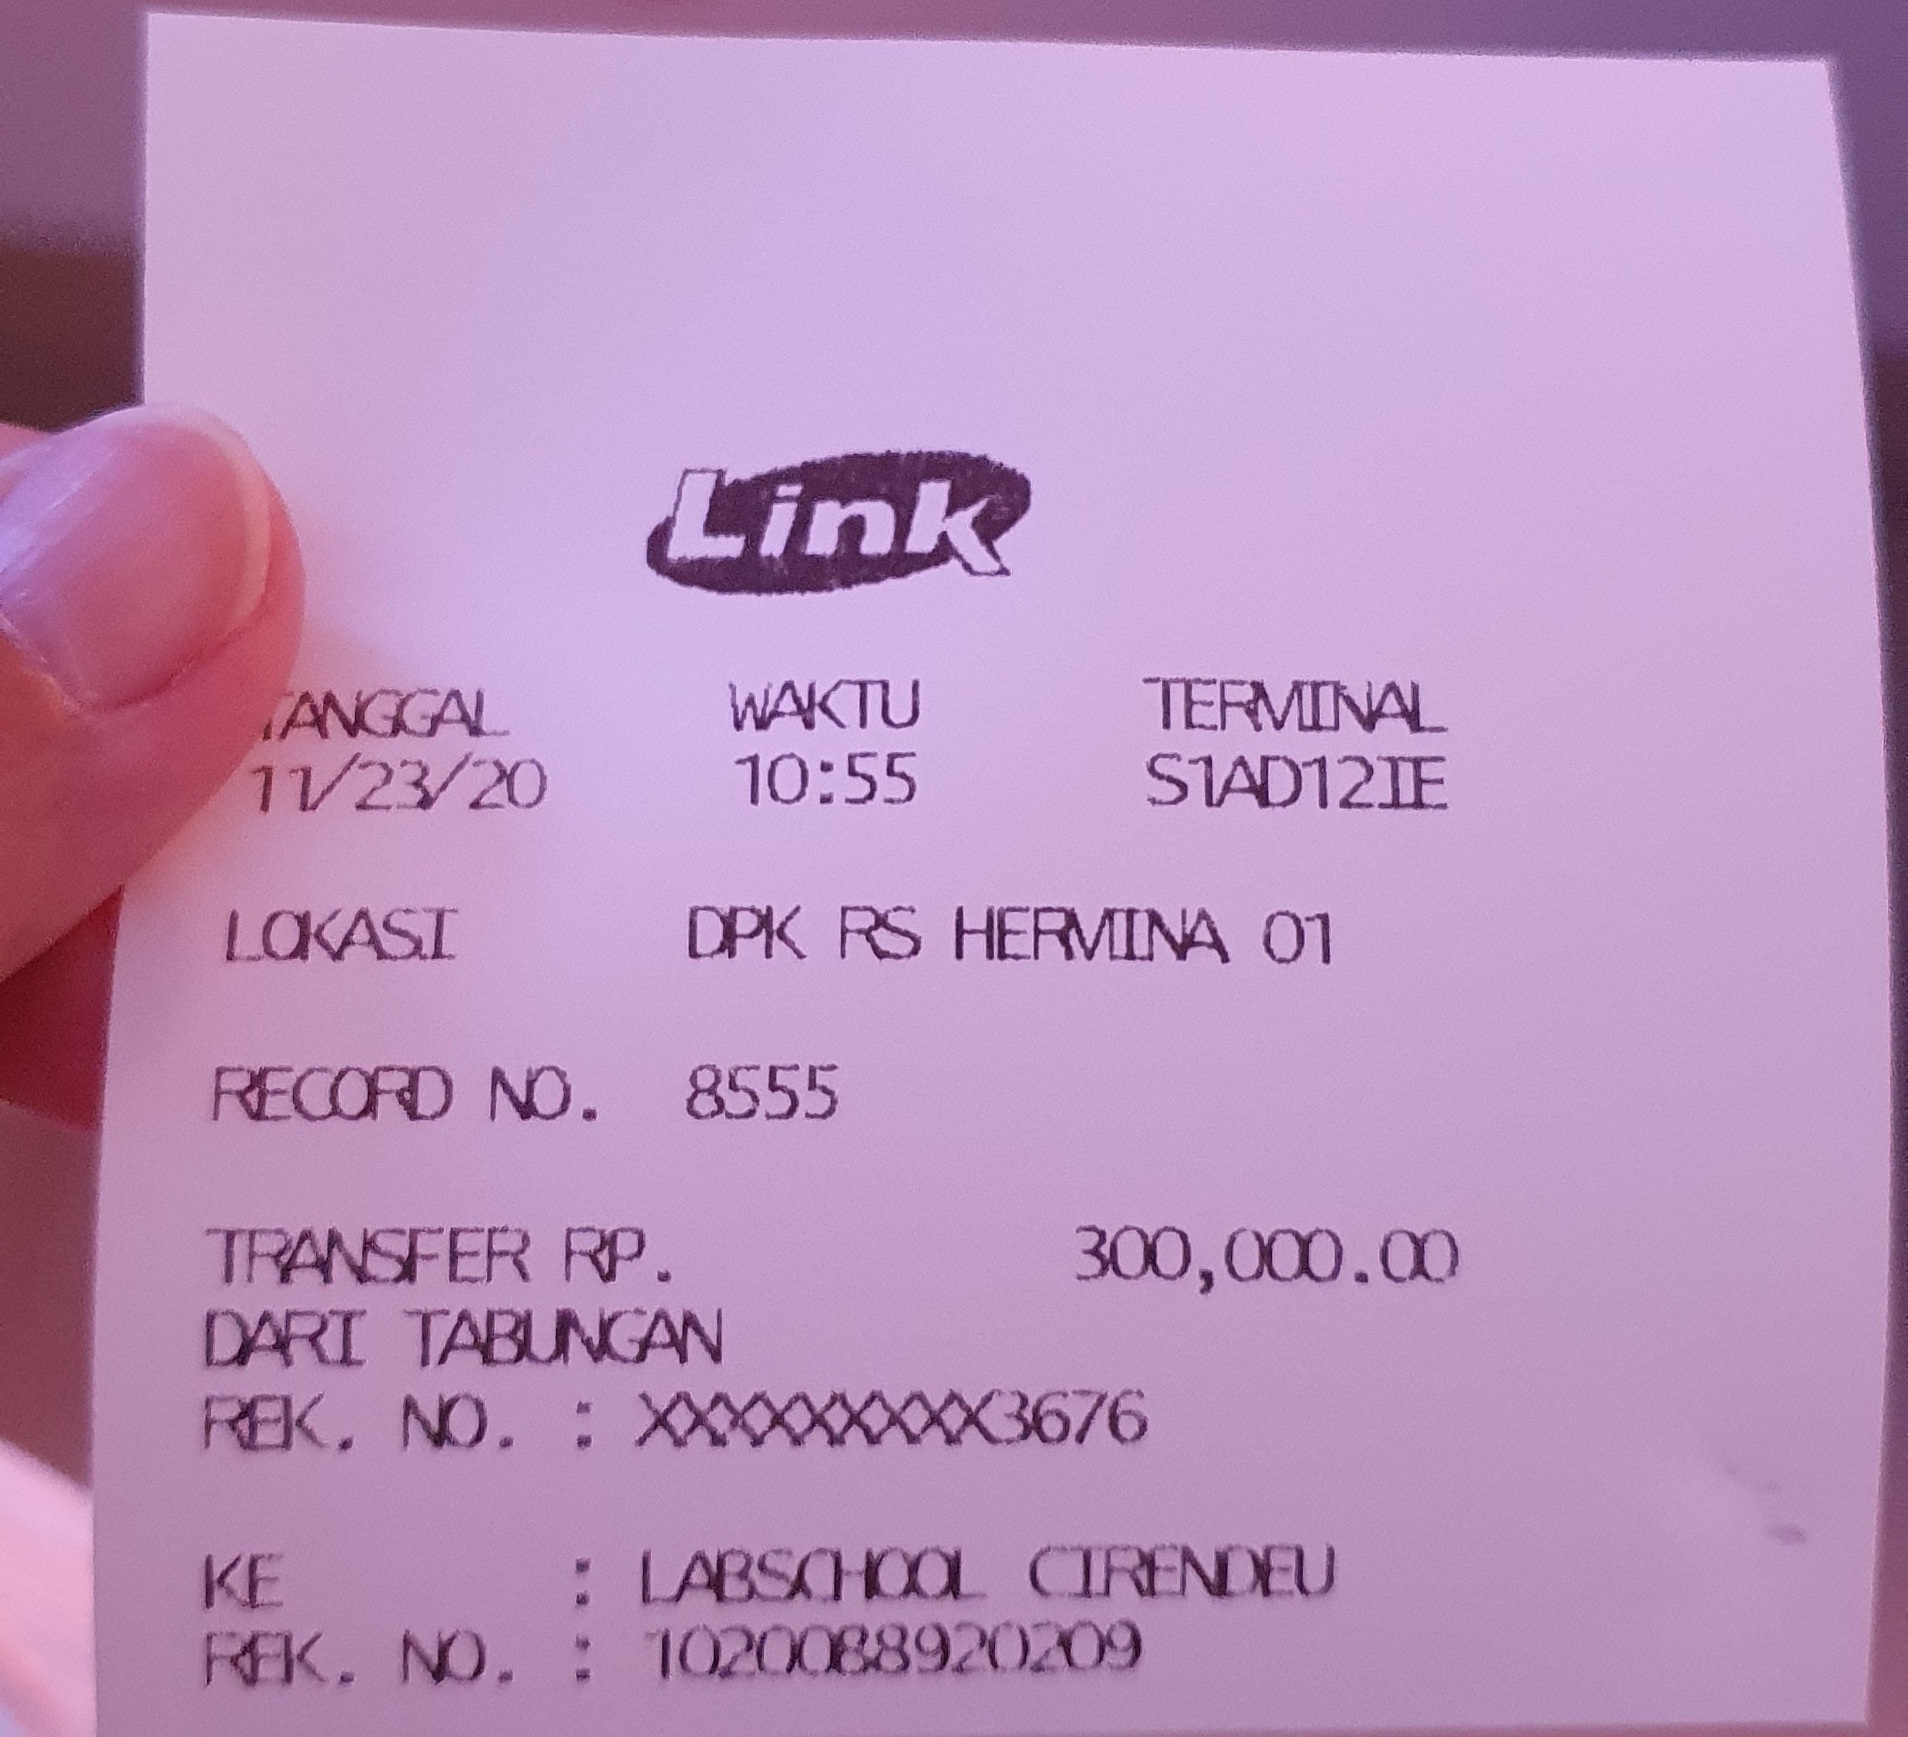 Link
TANGGAL WAKTU TERMINAL
11/23/20 10:55 S1AD12IE
LOKASI DPK RS HERMINA 01
RECORD NO. 8555
TRANSFER RP. 300,000.00
DARI TABUNGAN
REK. NO. : XXXXXXXXX3676
KE : LABSCHOOL CIRENDEU
REK. NO. : 1020088920209